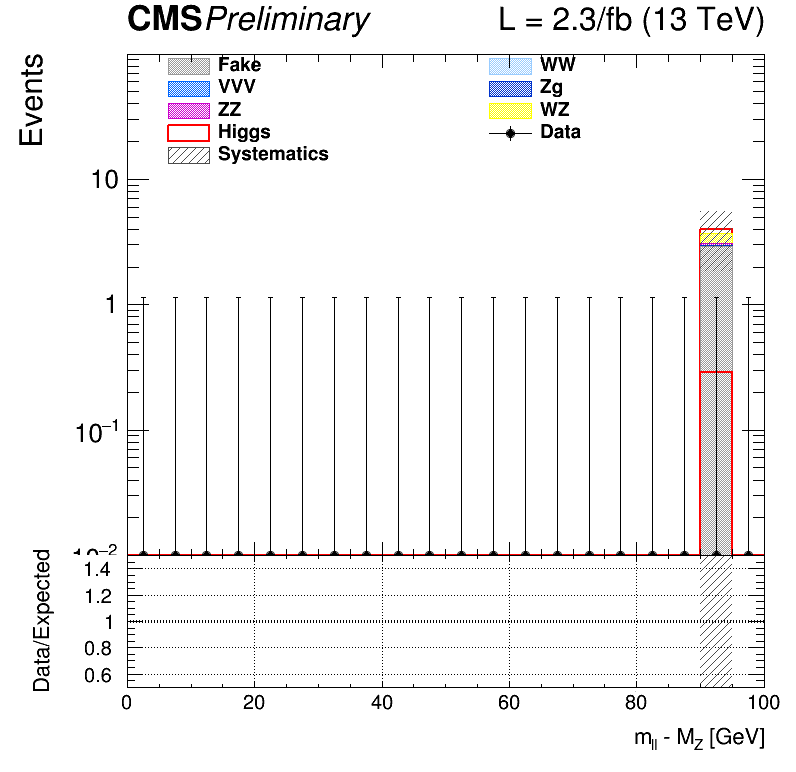 CMS Preliminary L = 2.3/fb (13 TeV)
Events
Fake WW
VVV Zg
ZZ WZ
Higgs Data
Systematics
10
1
10⁻¹
10⁻²
Data/Expected
1.4
1.2
1
0.8
0.6
0 20 40 60 80 100
m_ll - M_Z [GeV]